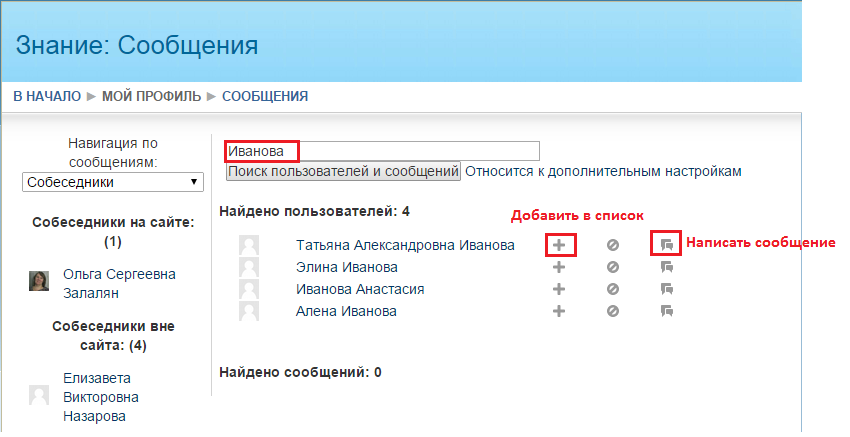 Знание: Сообщения
В НАЧАЛО ► МОЙ ПРОФИЛЬ ► СООБЩЕНИЯ
Навигация по
сообщениям:
Собеседники
Собеседники на сайте:
(1)
Ольга Сергеевна
Залалян
Собеседники вне
сайта: (4)
Елизавета
Викторовна
Назарова
Иванова
Поиск пользователей и сообщений Относится к дополнительным настройкам
Найдено пользователей: 4
Добавить в список
Татьяна Александровна Иванова
Написать сообщение
Элина Иванова
Иванова Анастасия
Алена Иванова
Найдено сообщений: 0